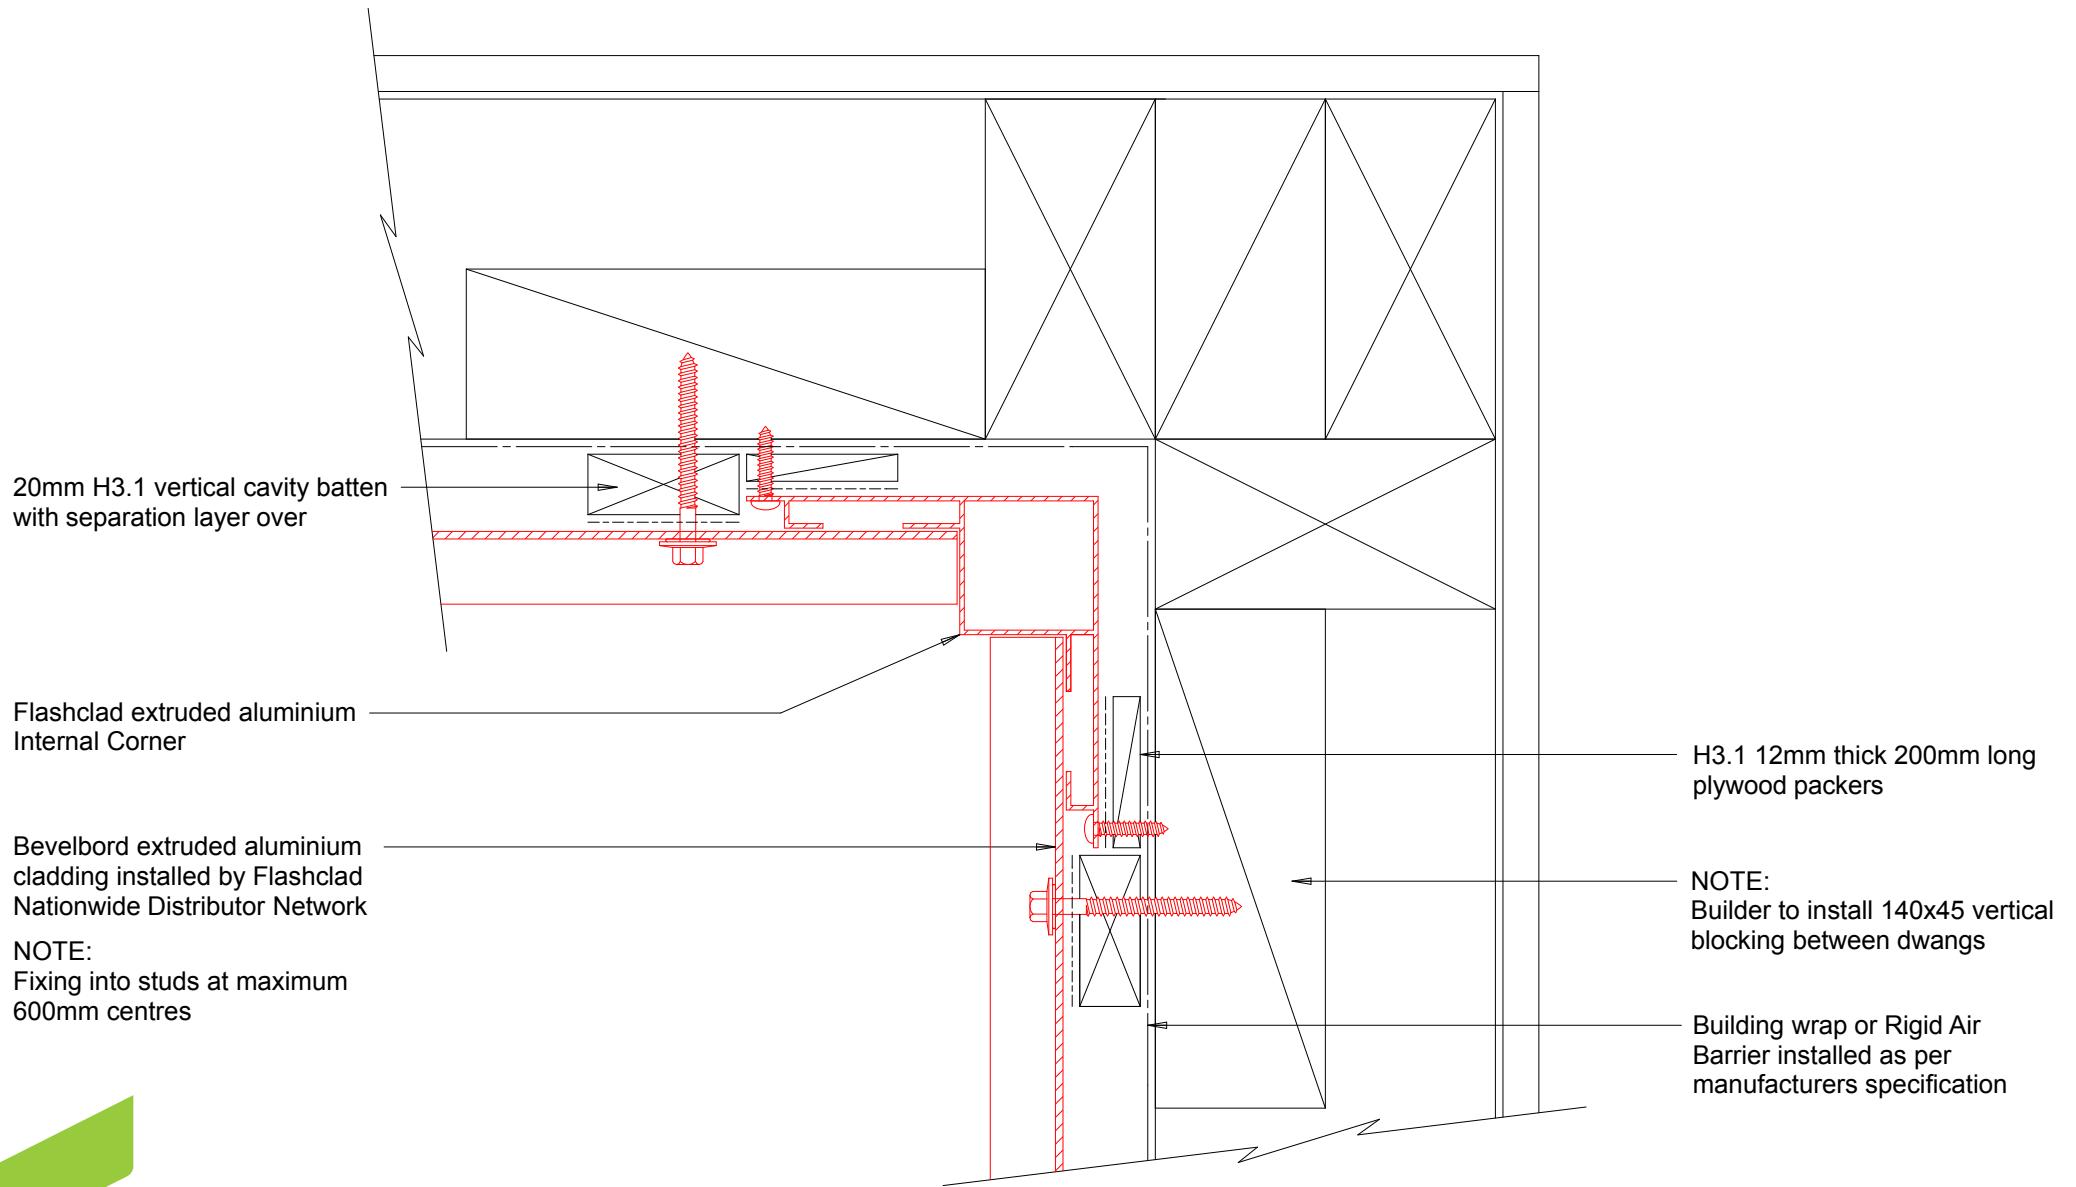 20mm H3.1 vertical cavity batten
with separation layer over
Flashclad extruded aluminium
Internal Corner
Bevelbord extruded aluminium
cladding installed by Flashclad
Nationwide Distributor Network
NOTE:
Fixing into studs at maximum
600mm centres
H3.1 12mm thick 200mm long
plywood packers
NOTE:
Builder to install 140x45 vertical
blocking between dwangs
Building wrap or Rigid Air
Barrier installed as per
manufacturers specification